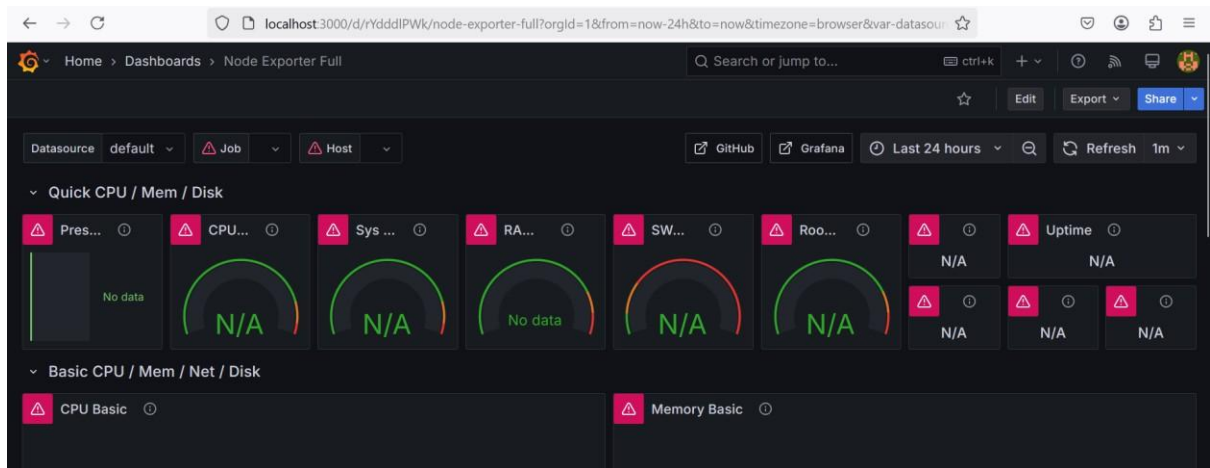 localhost:3000/d/rYdddlPWk/node-exporter-full?orgId=1&from=now-24h&to=now&timezone=browser&var-datasour
Home › Dashboards › Node Exporter Full
Search or jump to... ctrl+k
Edit Export Share
Datasource default Job Host GitHub Grafana Last 24 hours Refresh 1m
Quick CPU / Mem / Disk
Pres... CPU... Sys ... RA... SW... Roo... Uptime
N/A N/A
No data N/A N/A No data N/A N/A
N/A N/A N/A
Basic CPU / Mem / Net / Disk
CPU Basic Memory Basic